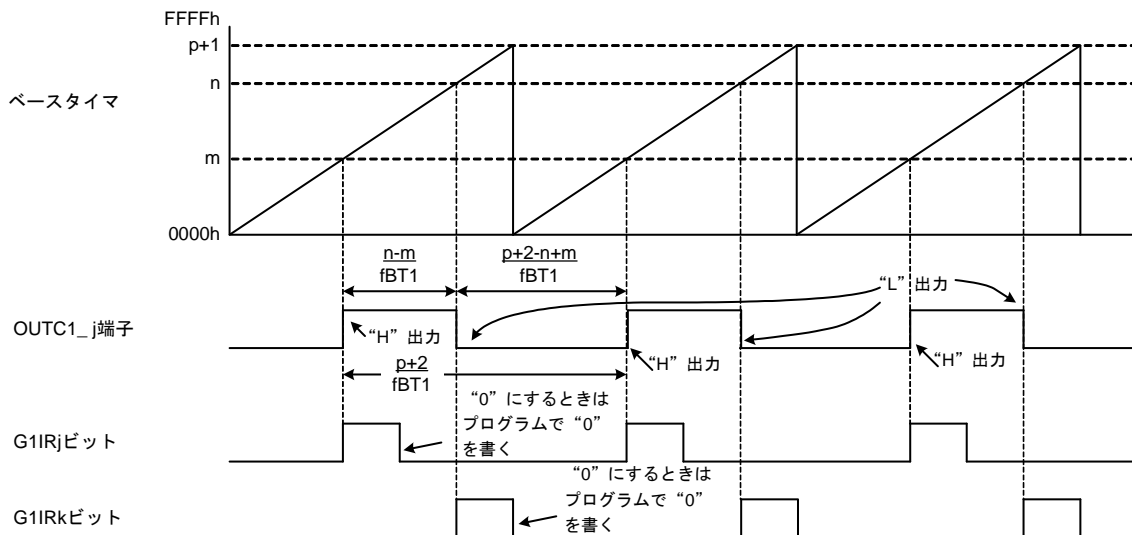 FFFFh
p+1
n
ベースタイマ
m
0000h
n-m
fBT1
p+2-n+m
fBT1
“L”出力
OUTC1_j端子
“H”出力
“H”出力
“H”出力
p+2
fBT1
“0”にするときは
プログラムで“0”
を書く
G1IRjビット
“0”にするときは
プログラムで“0”
を書く
G1IRkビット